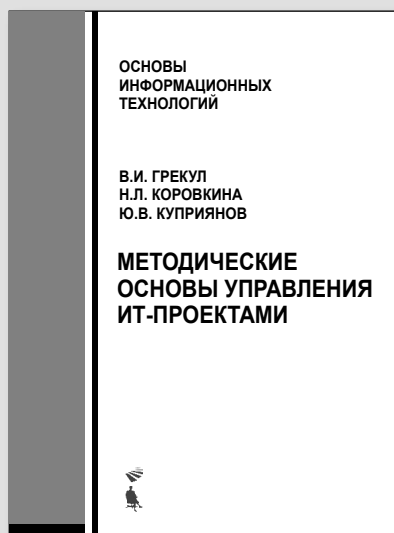 ОСНОВЫ
ИНФОРМАЦИОННЫХ
ТЕХНОЛОГИЙ
В.И. ГРЕКУЛ
Н.Л. КОРОВКИНА
Ю.В. КУПРИЯНОВ
МЕТОДИЧЕСКИЕ
ОСНОВЫ УПРАВЛЕНИЯ
ИТ-ПРОЕКТАМИ